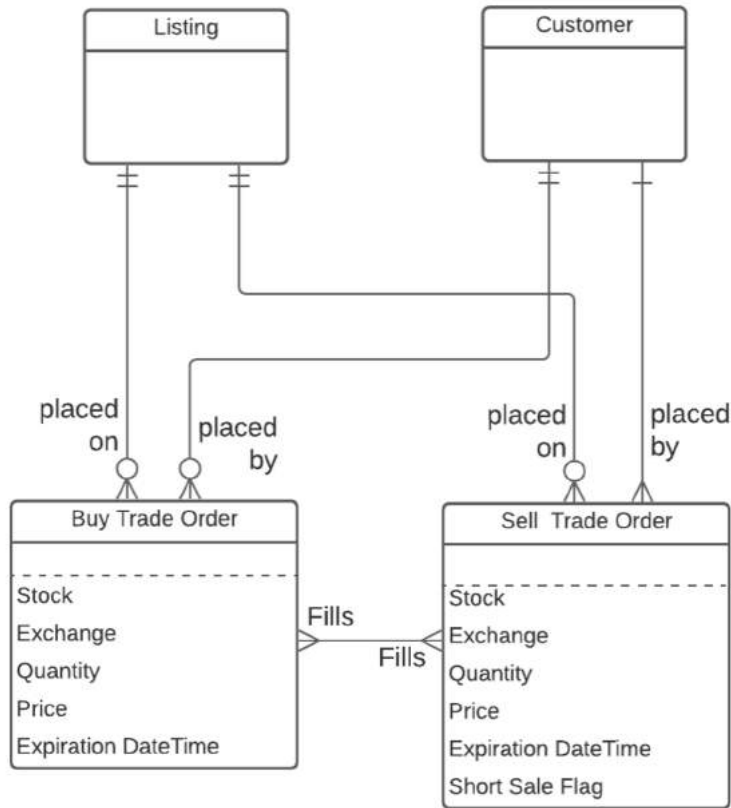 Listing
Customer
placed
on
placed
by
placed
on
placed
by
Buy Trade Order
Stock
Exchange
Quantity
Price
Expiration DateTime
Fills
Fills
Sell Trade Order
Stock
Exchange
Quantity
Price
Expiration DateTime
Short Sale Flag